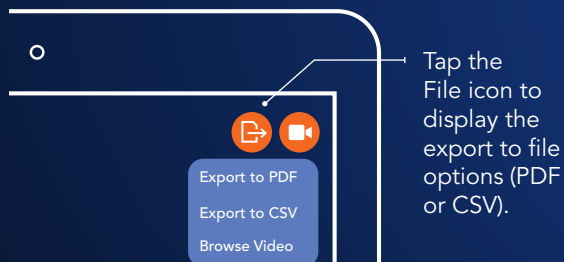 Tap the
File icon to
display the
export to file
options (PDF
or CSV).
Export to PDF
Export to CSV
Browse Video